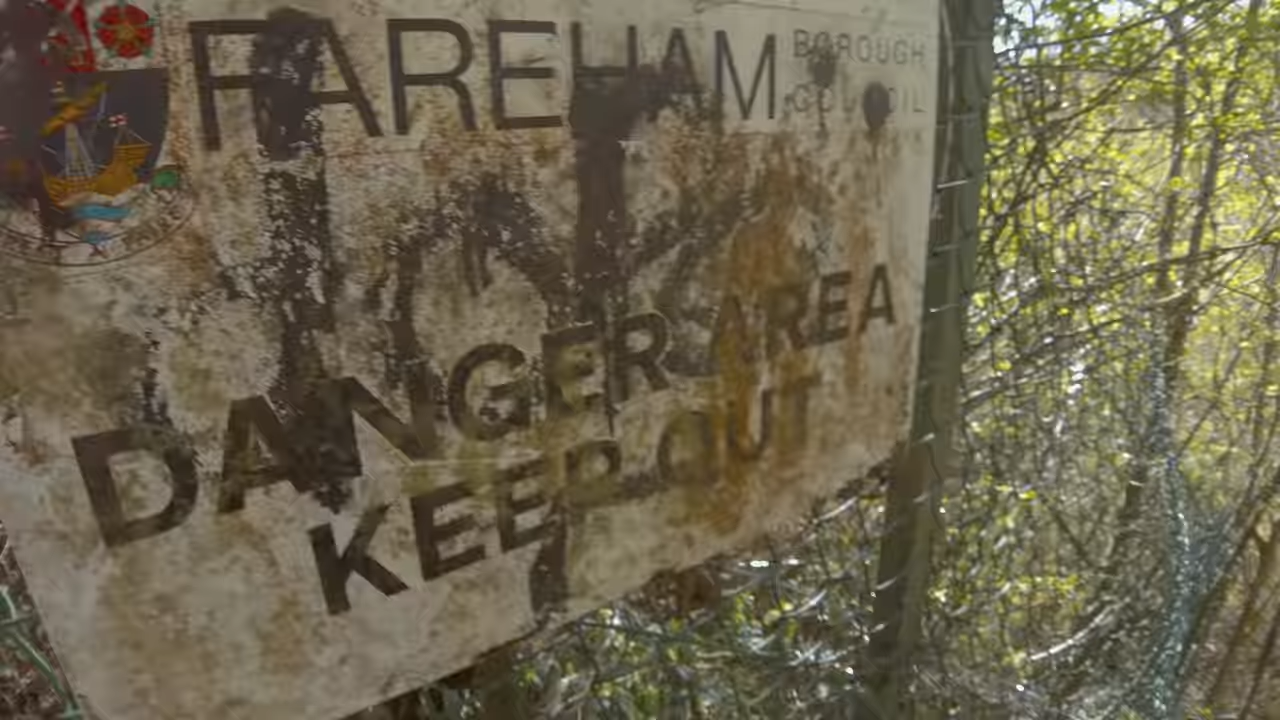 FAREHAM
BOROUGH
COUNCIL
DANGER AREA
KEEP OUT